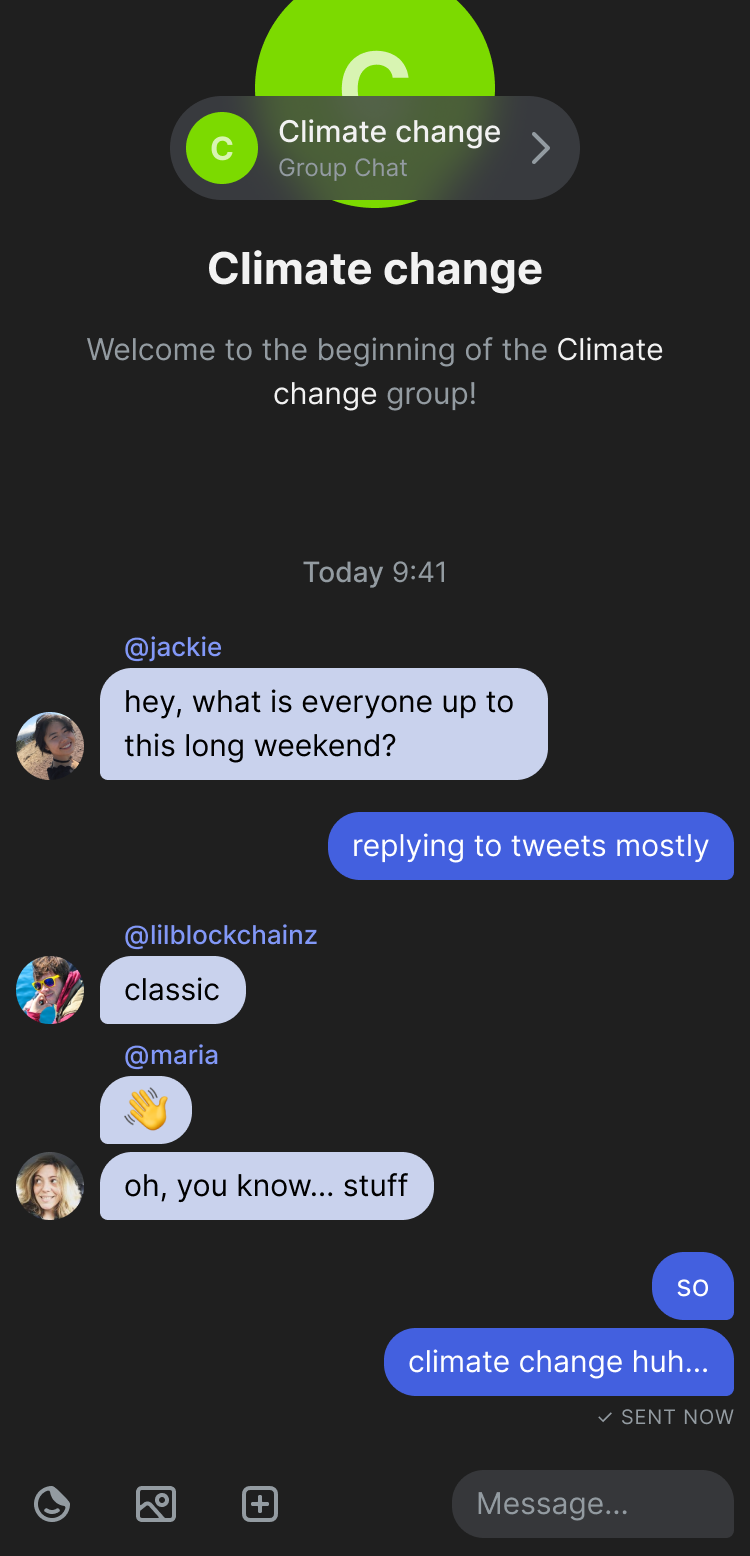 C
C
Climate change
Group Chat
Climate change
Welcome to the beginning of the Climate
change group!
Today 9:41
@jackie
hey, what is everyone up to
this long weekend?
replying to tweets mostly
@lilblockchainz
classic
@maria
👋
oh, you know... stuff
so
climate change huh...
✓ SENT NOW
Message...